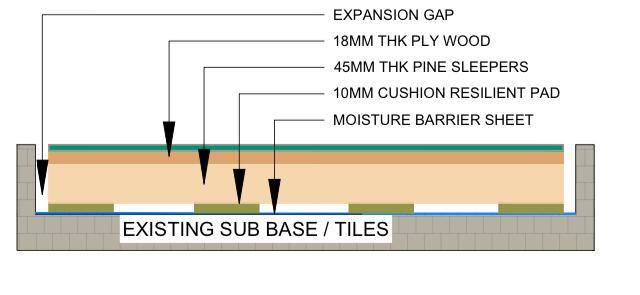 EXPANSION GAP
18MM THK PLY WOOD
45MM THK PINE SLEEPERS
10MM CUSHION RESILIENT PAD
MOISTURE BARRIER SHEET
EXISTING SUB BASE / TILES